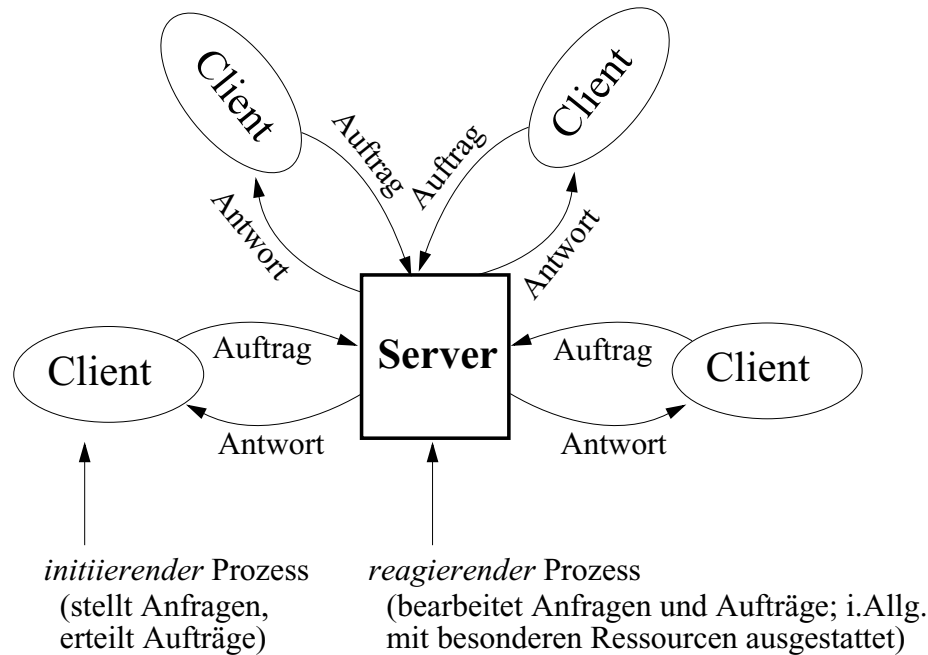 Client
Client
Auftrag
Auftrag
Antwort
Antwort
Client
Auftrag
Server
Auftrag
Client
Antwort
Antwort
initiierender Prozess
(stellt Anfragen,
erteilt Aufträge)
reagierender Prozess
(bearbeitet Anfragen und Aufträge; i.Allg.
mit besonderen Ressourcen ausgestattet)